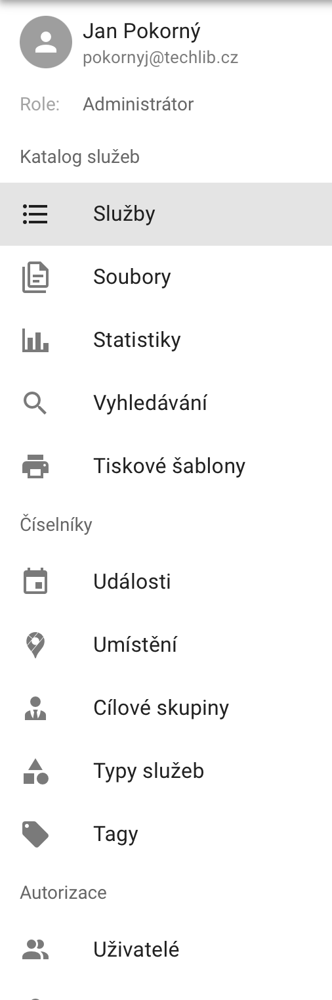 Jan Pokorný
pokornyj@techlib.cz
Role: Administrátor
Katalog služeb
Služby
Soubory
Statistiky
Vyhledávání
Tiskové šablony
Číselníky
Události
Umístění
Cílové skupiny
Typy služeb
Tagy
Autorizace
Uživatelé